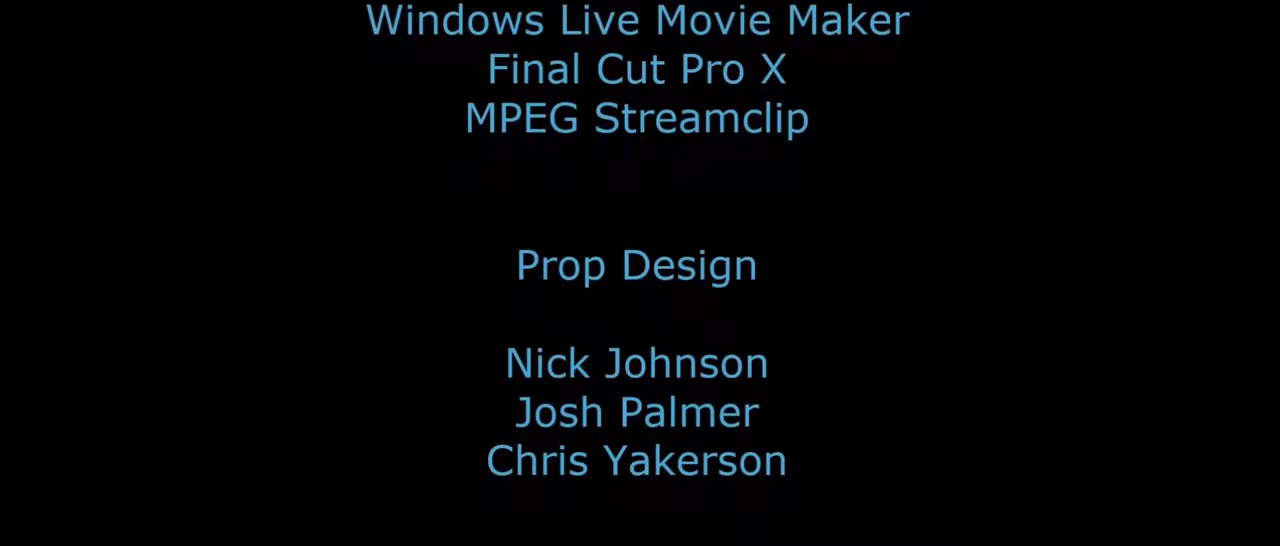 Windows Live Movie Maker
Final Cut Pro X
MPEG Streamclip
Prop Design
Nick Johnson
Josh Palmer
Chris Yakerson